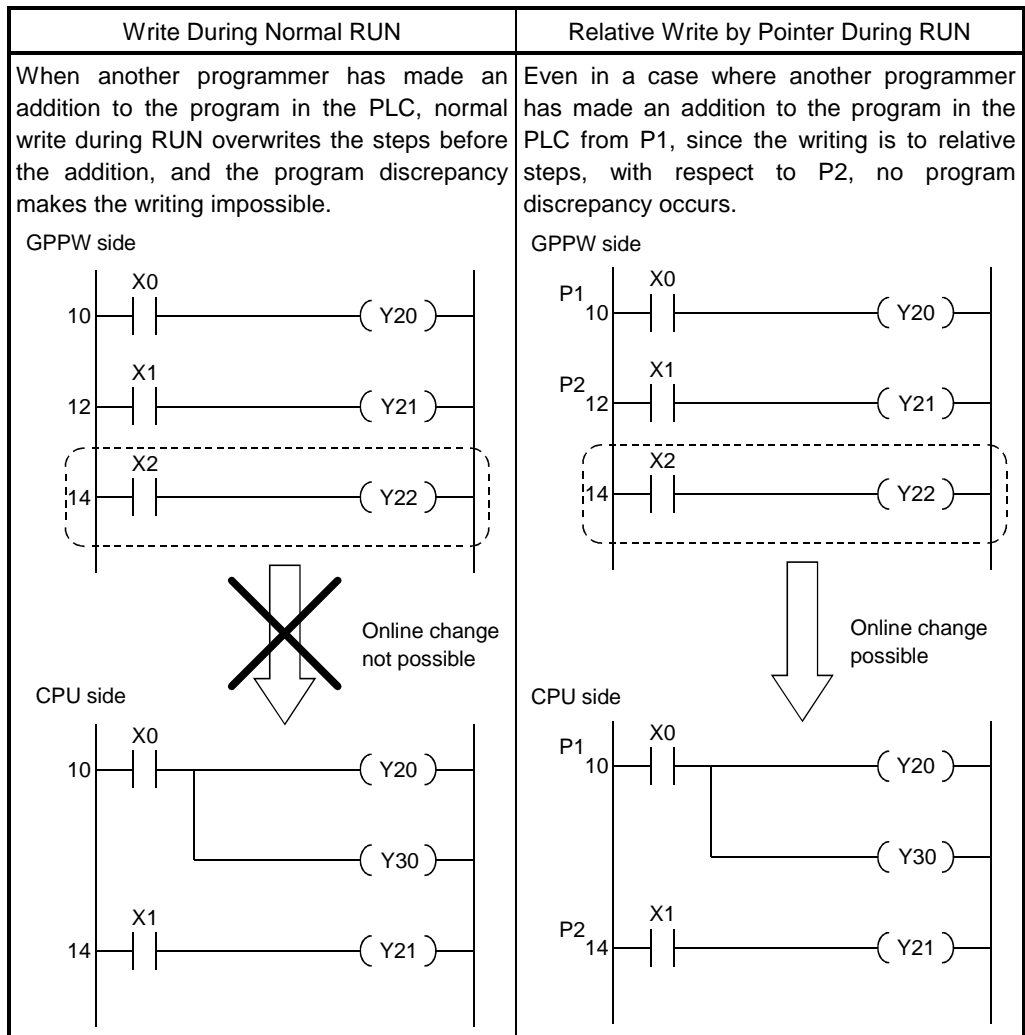 Write During Normal RUN
Relative Write by Pointer During RUN
When another programmer has made an
addition to the program in the PLC, normal
write during RUN overwrites the steps before
the addition, and the program discrepancy
makes the writing impossible.
GPPW side
X0
10
Y20
X1
12
Y21
X2
14
Y22
Online change
not possible
CPU side
X0
10
Y20
Y30
X1
14
Y21
Even in a case where another programmer
has made an addition to the program in the
PLC from P1, since the writing is to relative
steps, with respect to P2, no program
discrepancy occurs.
GPPW side
X0
P1
10
Y20
X1
P2
12
Y21
X2
14
Y22
Online change
possible
CPU side
X0
P1
10
Y20
Y30
X1
P2
14
Y21